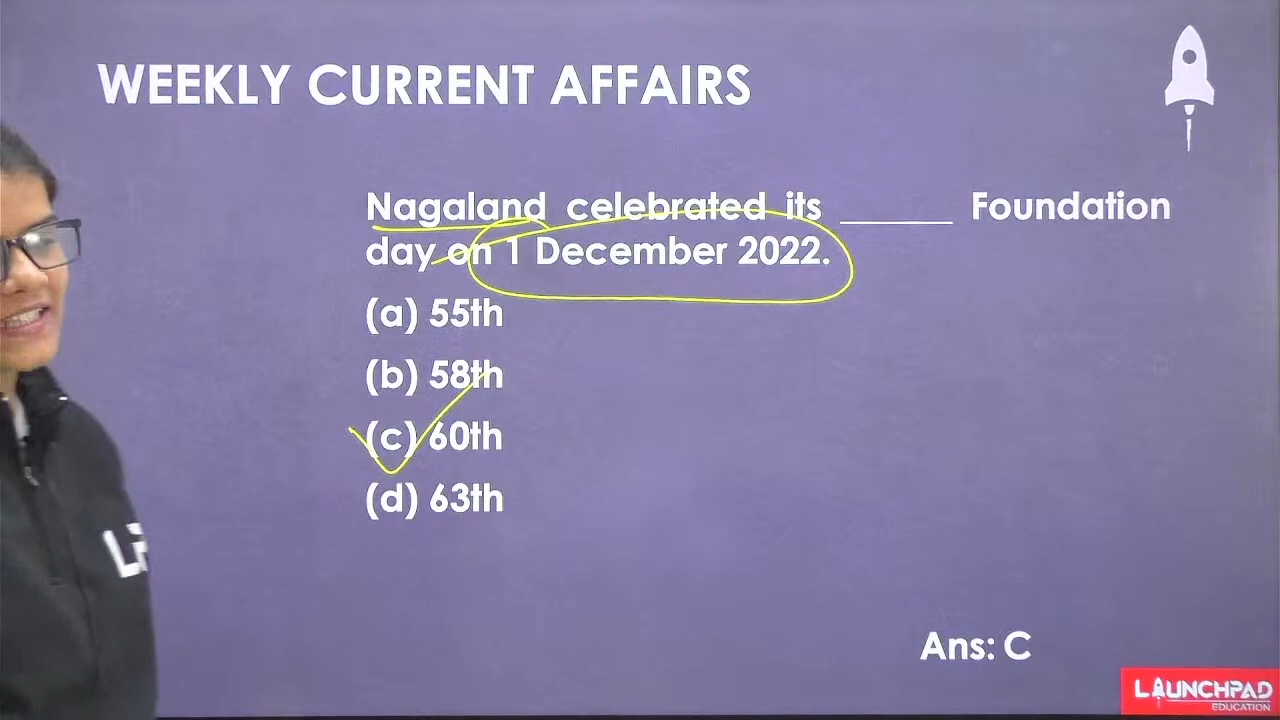 WEEKLY CURRENT AFFAIRS
Nagaland celebrated its ______ Foundation
day on 1 December 2022.
(a) 55th
(b) 58th
(c) 60th
(d) 63th
Ans: C
LAUNCHPAD
EDUCATION